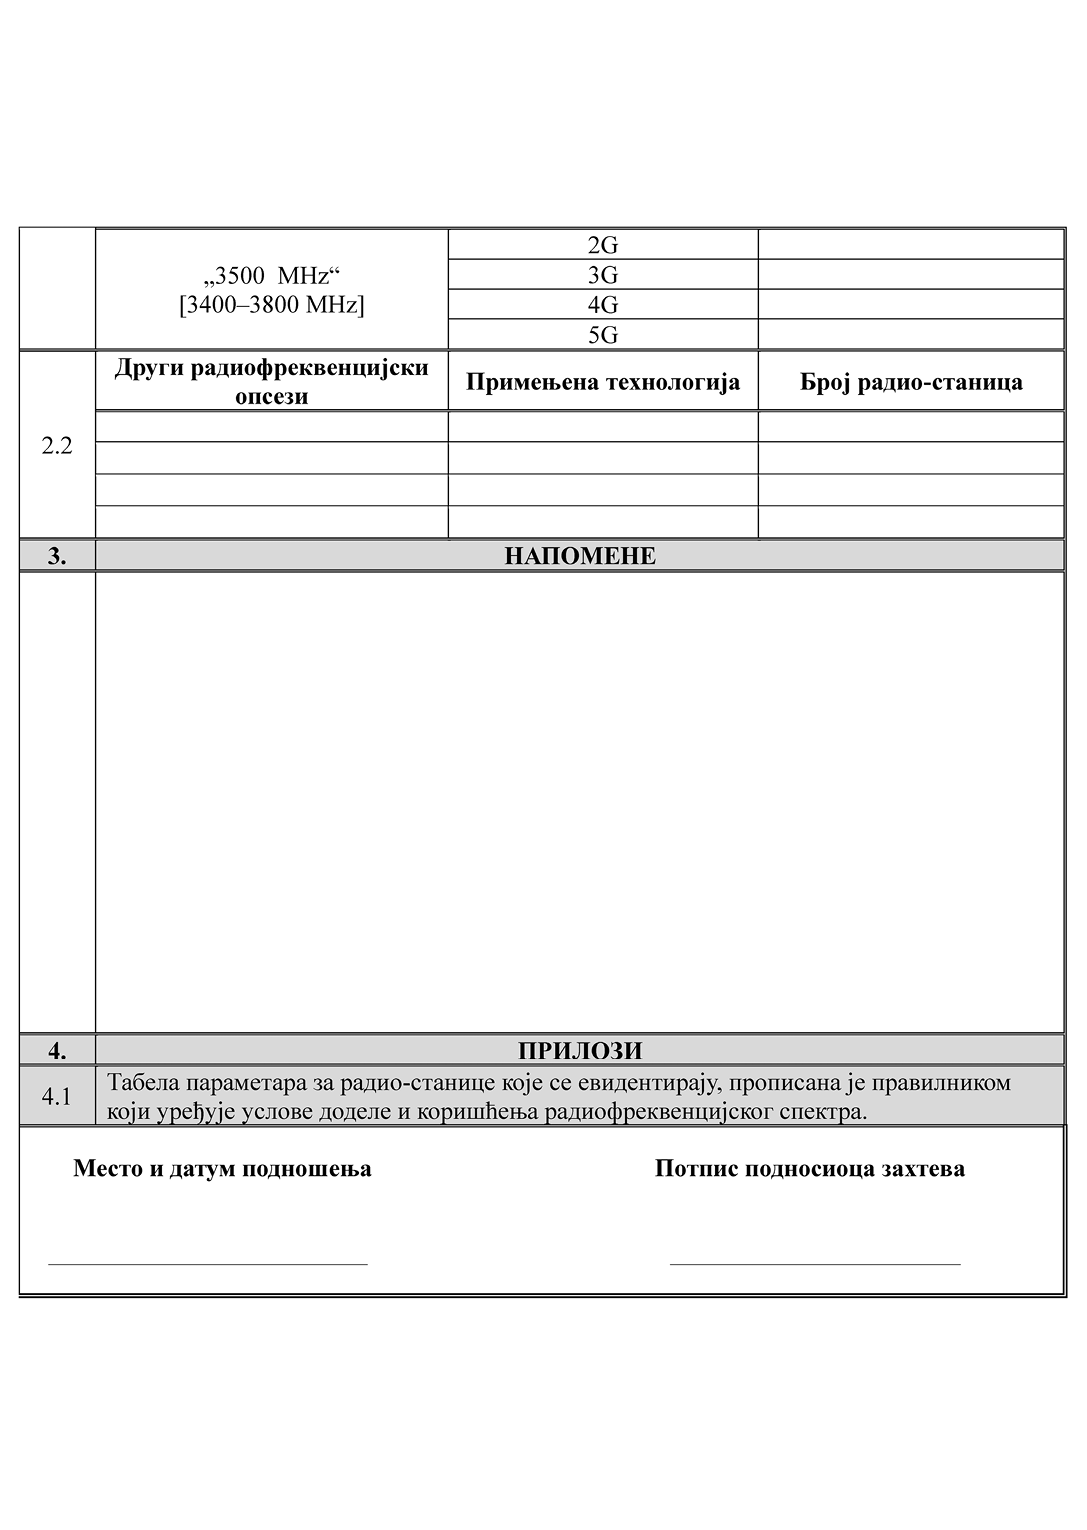 2G
„3500 MHz“
3G
[3400–3800 MHz]
4G
5G
2.2
Други радиофреквенцијски
опсези
Примењена технологија
Број радио-станица
3.
НАПОМЕНЕ
4.
ПРИЛОЗИ
4.1
Табела параметара за радио-станице које се евидентирају, прописана је правилником
који уређује услове доделе и коришћења радиофреквенцијског спектра.
Место и датум подношења
Потпис подносиоца захтева